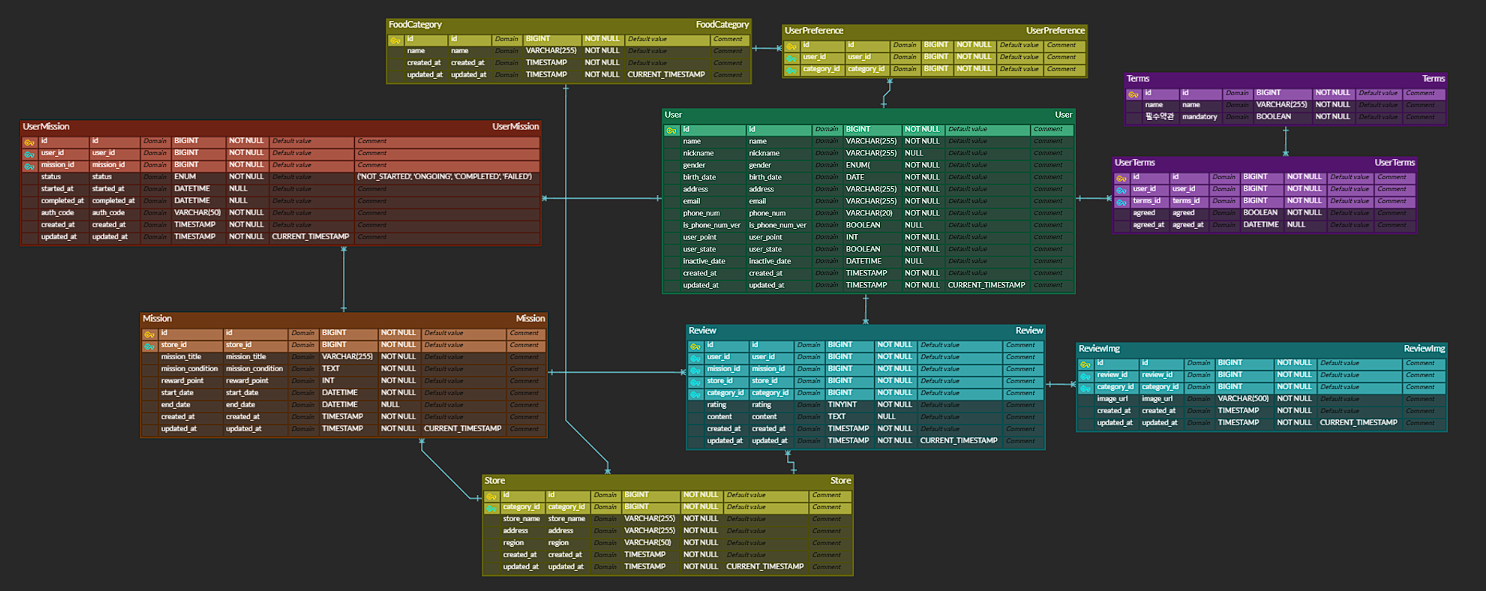 FoodCategory FoodCategory
id id Domain BIGINT NOT NULL Default value Comment
name name VARCHAR(255) NOT NULL Default value Comment
created_at created_at Domain TIMESTAMP NOT NULL Default value Comment
updated_at updated_at Domain TIMESTAMP NOT NULL CURRENT_TIMESTAMP Comment
UserPreference UserPreference
id id Domain BIGINT NOT NULL Default value Comment
user_id user_id Domain BIGINT NOT NULL Default value Comment
category_id category_id Domain BIGINT NOT NULL Default value Comment
Terms Terms
id id Domain BIGINT NOT NULL Default value Comment
name name Domain VARCHAR(255) NOT NULL Default value Comment
필수약관 mandatory Domain BOOLEAN NOT NULL Default value Comment
User User
id id Domain BIGINT NOT NULL Default value Comment
name name Domain VARCHAR(255) NOT NULL Default value Comment
nickname nickname Domain VARCHAR(255) NULL Default value Comment
gender gender Domain ENUM( NOT NULL Default value Comment
birth_date birth_date Domain DATE NOT NULL Default value Comment
address address Domain VARCHAR(255) NOT NULL Default value Comment
email email Domain VARCHAR(255) NOT NULL Default value Comment
phone_num phone_num Domain VARCHAR(20) NOT NULL Default value Comment
is_phone_num_ver is_phone_num_ver Domain BOOLEAN NULL Default value Comment
user_point user_point Domain INT NOT NULL Default value Comment
user_state user_state Domain BOOLEAN NOT NULL Default value Comment
inactive_date inactive_date Domain DATETIME NULL Default value Comment
created_at created_at Domain TIMESTAMP NOT NULL Default value Comment
updated_at updated_at Domain TIMESTAMP NOT NULL CURRENT_TIMESTAMP Comment
UserMission UserMission
id id Domain BIGINT NOT NULL Default value Comment
user_id user_id Domain BIGINT NOT NULL Default value Comment
mission_id mission_id Domain BIGINT NOT NULL Default value Comment
status status Domain ENUM NOT NULL Default value ('NOT_STARTED', 'ONGOING', 'COMPLETED', 'FAILED')
started_at started_at Domain DATETIME NULL Default value Comment
completed_at completed_at Domain DATETIME NULL Default value Comment
auth_code auth_code Domain VARCHAR(50) NOT NULL Default value Comment
created_at created_at Domain TIMESTAMP NOT NULL Default value Comment
updated_at updated_at Domain TIMESTAMP NOT NULL CURRENT_TIMESTAMP Comment
UserTerms UserTerms
id id Domain BIGINT NOT NULL Default value Comment
user_id user_id Domain BIGINT NOT NULL Default value Comment
terms_id terms_id Domain BIGINT NOT NULL Default value Comment
agreed agreed Domain BOOLEAN NOT NULL Default value Comment
agreed_at agreed_at Domain DATETIME NULL Default value Comment
Mission Mission
id id Domain BIGINT NOT NULL Default value Comment
store_id store_id Domain BIGINT NOT NULL Default value Comment
mission_title mission_title Domain VARCHAR(255) NOT NULL Default value Comment
mission_condition mission_condition Domain TEXT NOT NULL Default value Comment
reward_point reward_point Domain INT NOT NULL Default value Comment
start_date start_date Domain DATETIME NOT NULL Default value Comment
end_date end_date Domain DATETIME NULL Default value Comment
created_at created_at Domain TIMESTAMP NOT NULL Default value Comment
updated_at updated_at Domain TIMESTAMP NOT NULL CURRENT_TIMESTAMP Comment
Review Review
id id Domain BIGINT NOT NULL Default value Comment
user_id user_id Domain BIGINT NOT NULL Default value Comment
mission_id mission_id Domain BIGINT NOT NULL Default value Comment
store_id store_id Domain BIGINT NOT NULL Default value Comment
category_id category_id Domain BIGINT NOT NULL Default value Comment
rating rating Domain TINYINT NOT NULL Default value Comment
content content Domain TEXT NULL Default value Comment
created_at created_at Domain TIMESTAMP NOT NULL Default value Comment
updated_at updated_at Domain TIMESTAMP NOT NULL CURRENT_TIMESTAMP Comment
ReviewImg ReviewImg
id id Domain BIGINT NOT NULL Default value Comment
review_id review_id Domain BIGINT NOT NULL Default value Comment
category_id category_id Domain BIGINT NOT NULL Default value Comment
image_url image_url Domain VARCHAR(500) NOT NULL Default value Comment
created_at created_at Domain TIMESTAMP NOT NULL Default value Comment
updated_at updated_at Domain TIMESTAMP NOT NULL CURRENT_TIMESTAMP Comment
Store Store
id id Domain BIGINT NOT NULL Default value Comment
category_id category_id Domain BIGINT NOT NULL Default value Comment
store_name store_name Domain VARCHAR(255) NOT NULL Default value Comment
address address Domain VARCHAR(255) NOT NULL Default value Comment
region region Domain VARCHAR(50) NOT NULL Default value Comment
created_at created_at Domain TIMESTAMP NOT NULL Default value Comment
updated_at updated_at Domain TIMESTAMP NOT NULL CURRENT_TIMESTAMP Comment